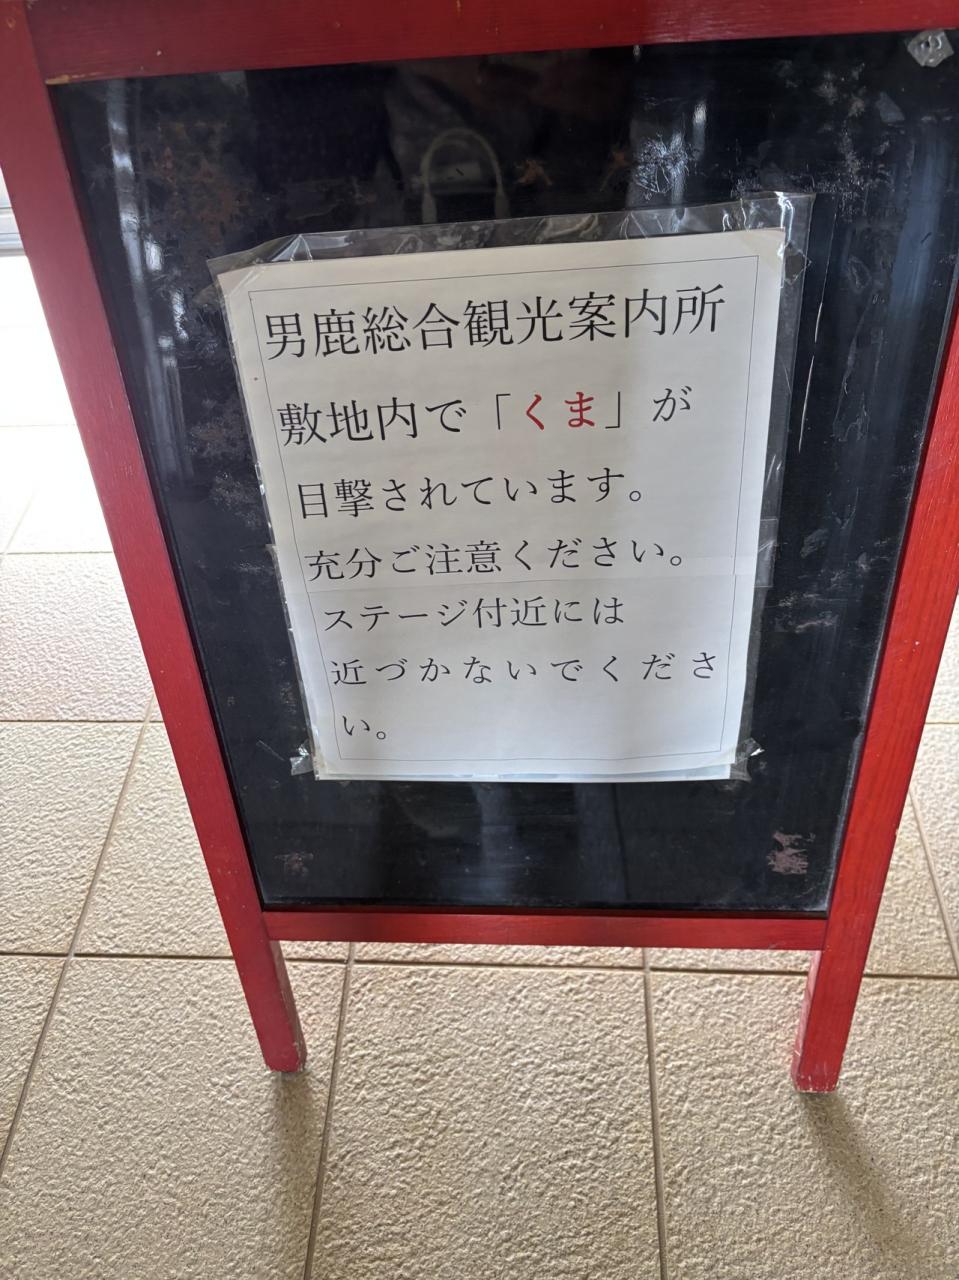 男鹿総合観光案内所
敷地内で「くま」が
目撃されています。
充分ご注意ください。
ステージ付近には
近づかないでくださ
い。